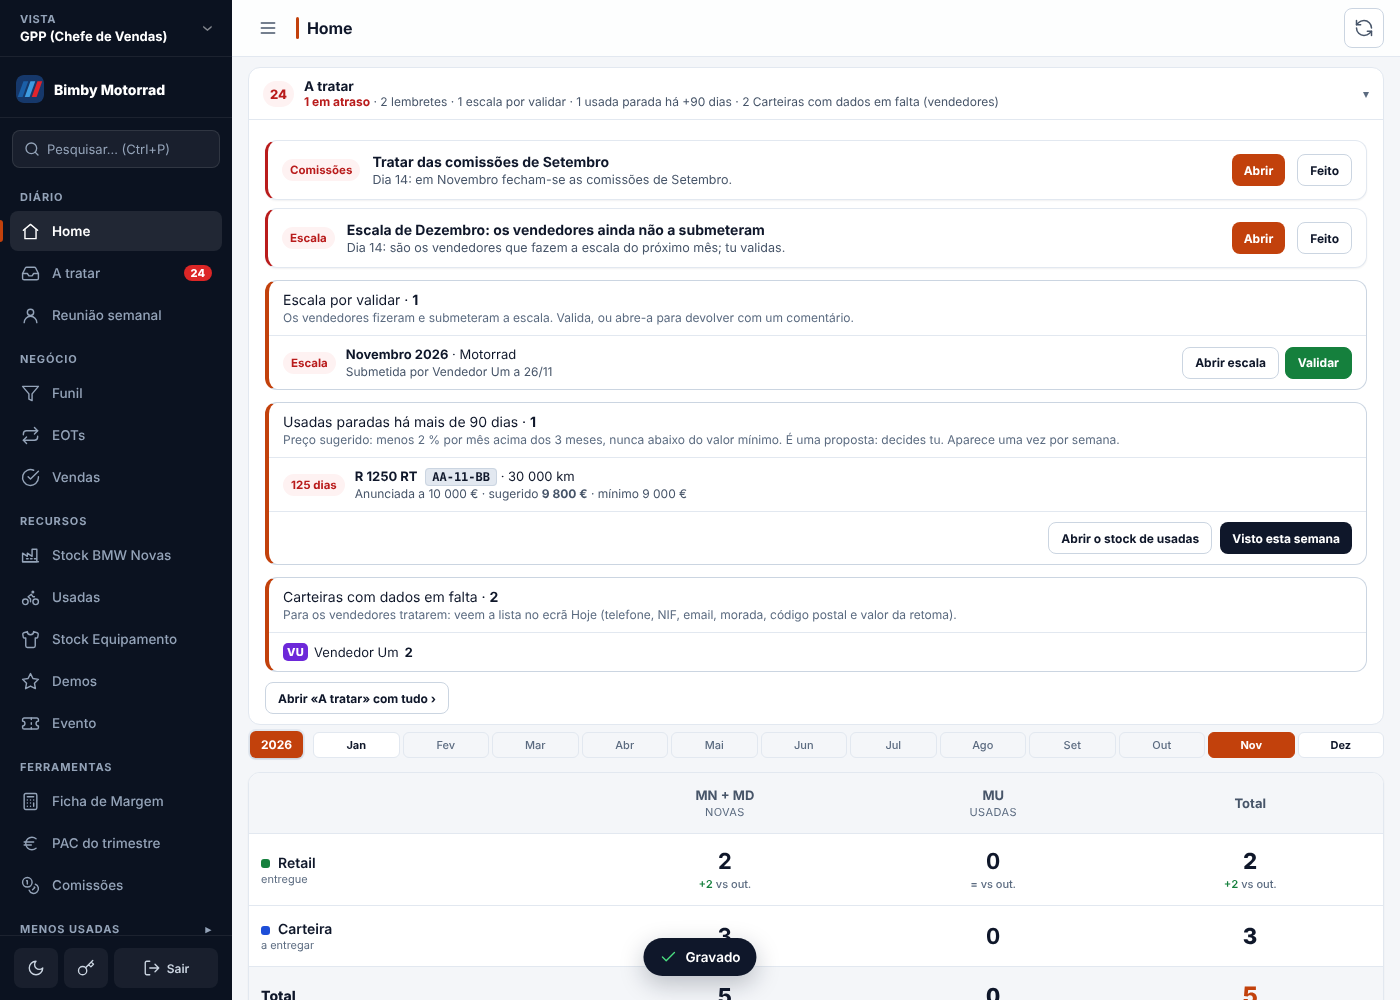 VISTA
GPP (Chefe de Vendas)
Bimby Motorrad
Pesquisar... (Ctrl+P)
DIÁRIO
Home
A tratar 24
Reunião semanal
NEGÓCIO
Funil
EOTs
Vendas
RECURSOS
Stock BMW Novas
Usadas
Stock Equipamento
Demos
Evento
FERRAMENTAS
Ficha de Margem
PAC do trimestre
Comissões
MENOS USADAS ▸
Sair
Home
24
A tratar
1 em atraso · 2 lembretes · 1 escala por validar · 1 usada parada há +90 dias · 2 Carteiras com dados em falta (vendedores)
▾
Comissões
Tratar das comissões de Setembro
Dia 14: em Novembro fecham-se as comissões de Setembro.
Abrir Feito
Escala
Escala de Dezembro: os vendedores ainda não a submeteram
Dia 14: são os vendedores que fazem a escala do próximo mês; tu validas.
Abrir Feito
Escala por validar · 1
Os vendedores fizeram e submeteram a escala. Valida, ou abre-a para devolver com um comentário.
Escala
Novembro 2026 · Motorrad
Submetida por Vendedor Um a 26/11
Abrir escala Validar
Usadas paradas há mais de 90 dias · 1
Preço sugerido: menos 2 % por mês acima dos 3 meses, nunca abaixo do valor mínimo. É uma proposta: decides tu. Aparece uma vez por semana.
125 dias
R 1250 RT AA-11-BB · 30 000 km
Anunciada a 10 000 € · sugerido 9 800 € · mínimo 9 000 €
Abrir o stock de usadas Visto esta semana
Carteiras com dados em falta · 2
Para os vendedores tratarem: veem a lista no ecrã Hoje (telefone, NIF, email, morada, código postal e valor da retoma).
VU Vendedor Um 2
Abrir «A tratar» com tudo ›
2026 Jan Fev Mar Abr Mai Jun Jul Ago Set Out Nov Dez
MN + MD MU Total
NOVAS USADAS
Retail 2 0 2
entregue +2 vs out. = vs out. +2 vs out.
Carteira 3 0 3
a entregar
Gravado
Total 5 0 5